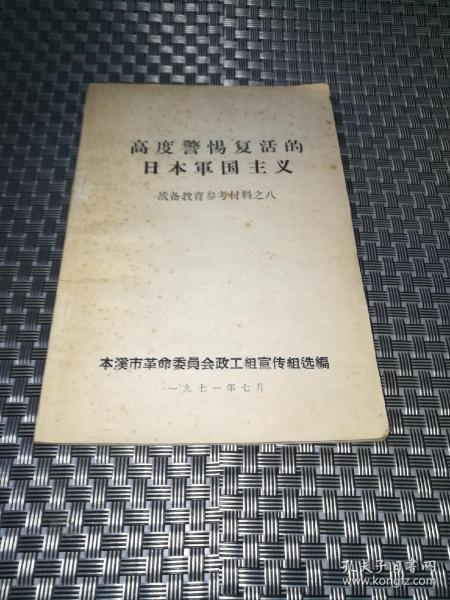 高度警惕复活的
日本軍国主义
战备教育参考材料之八
本溪市革命委員会政工組宣传組选編
一九七一年七月
孔夫子旧书网
www.kongfz.com